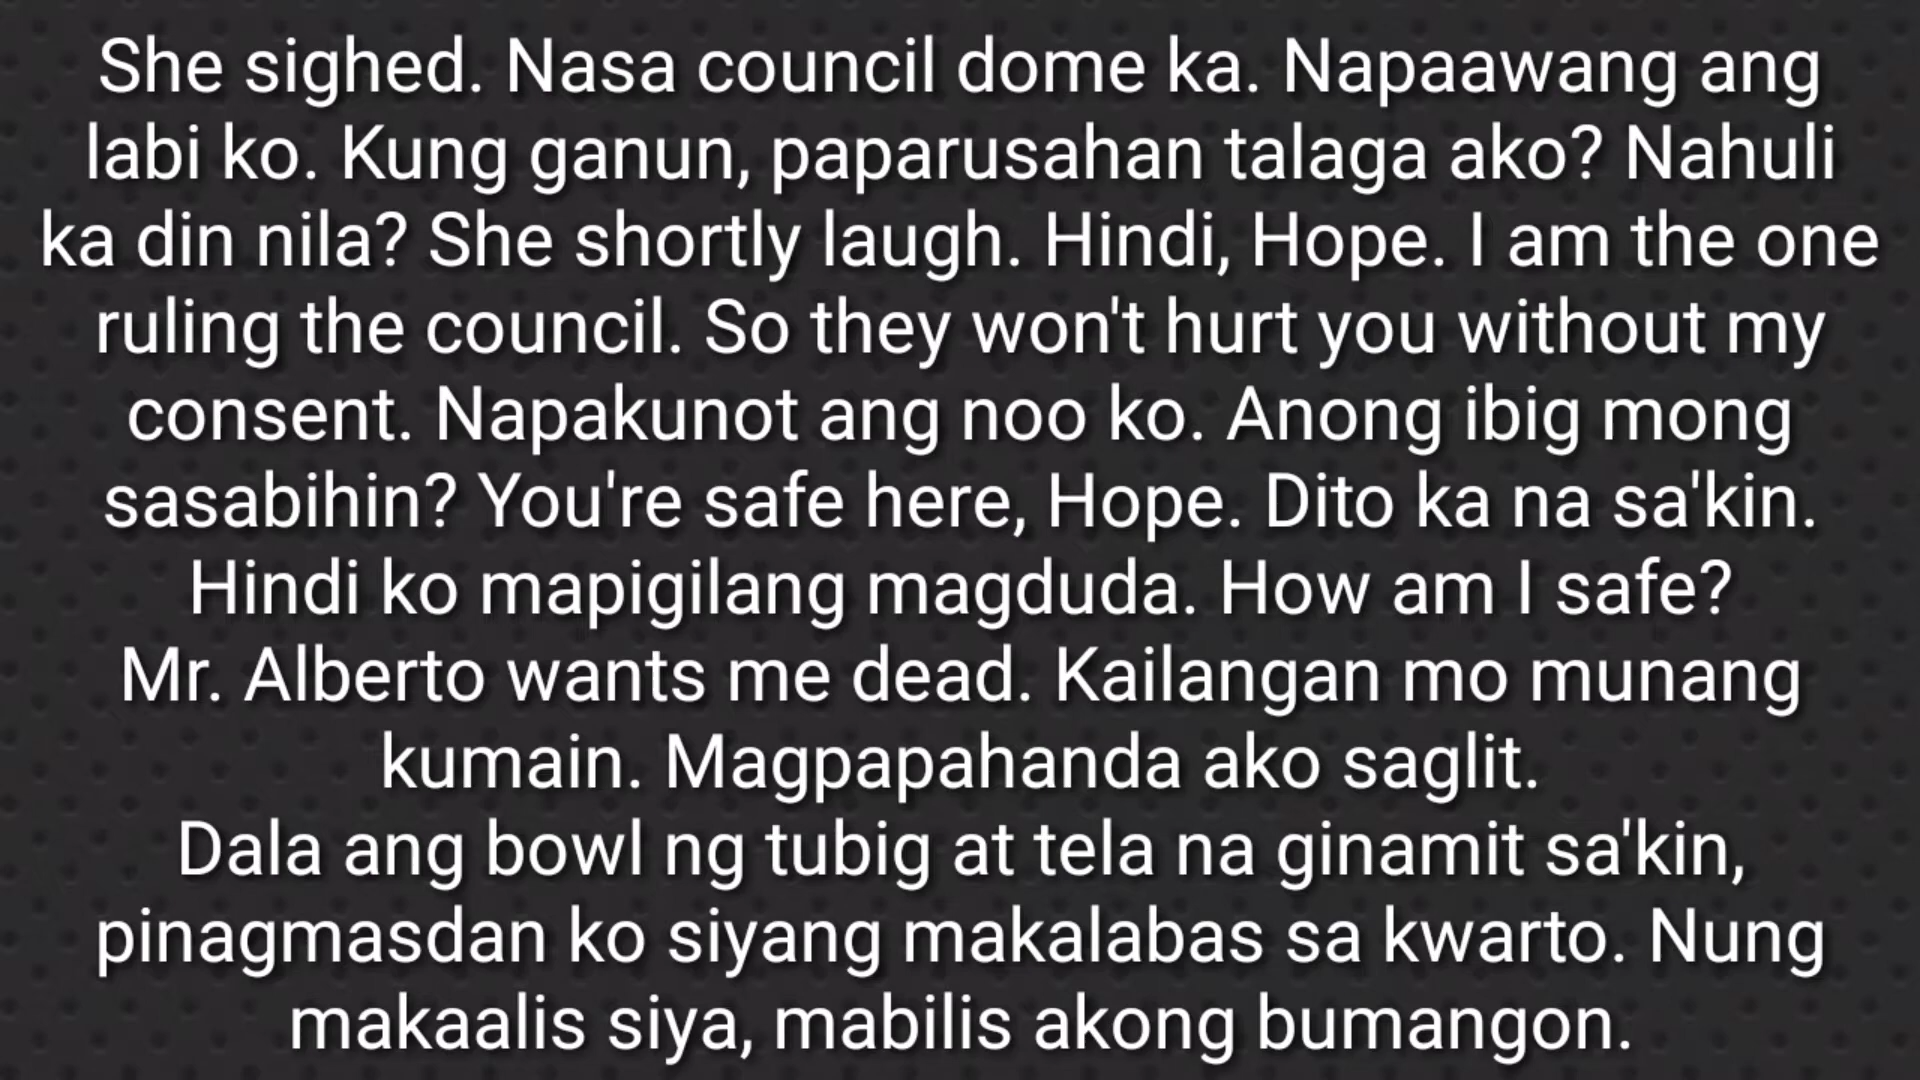 She sighed. Nasa council dome ka. Napaawang ang
labi ko. Kung ganun, paparusahan talaga ako? Nahuli
ka din nila? She shortly laugh. Hindi, Hope. I am the one
ruling the council. So they won't hurt you without my
consent. Napakunot ang noo ko. Anong ibig mong
sasabihin? You're safe here, Hope. Dito ka na sa'kin.
Hindi ko mapigilang magduda. How am I safe?
Mr. Alberto wants me dead. Kailangan mo munang
kumain. Magpapahanda ako saglit.
Dala ang bowl ng tubig at tela na ginamit sa'kin,
pinagmasdan ko siyang makalabas sa kwarto. Nung
makaalis siya, mabilis akong bumangon.